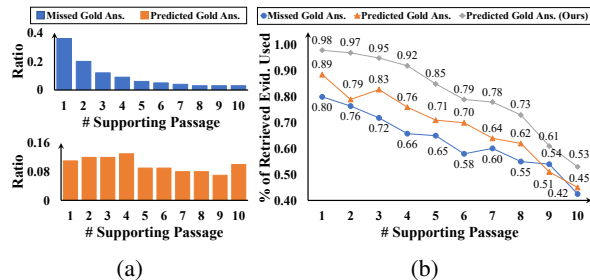 Missed Gold Ans. Predicted Gold Ans.
Ratio
0.4
0.2
0
1 2 3 4 5 6 7 8 9 10
# Supporting Passage
Ratio
0.16
0.08
0
1 2 3 4 5 6 7 8 9 10
# Supporting Passage
(a)
Missed Gold Ans. Predicted Gold Ans. Predicted Gold Ans. (Ours)
% of Retrieved Evid. Used
1.00
0.80
0.60
0.40
0.98 0.97 0.95 0.92 0.85 0.79 0.78 0.73 0.61 0.53
0.89 0.79 0.83 0.76 0.71 0.70 0.64 0.62 0.51 0.45
0.80 0.76 0.72 0.66 0.65 0.58 0.60 0.55 0.54 0.42
1 2 3 4 5 6 7 8 9 10
# Supporting Passage
(b)